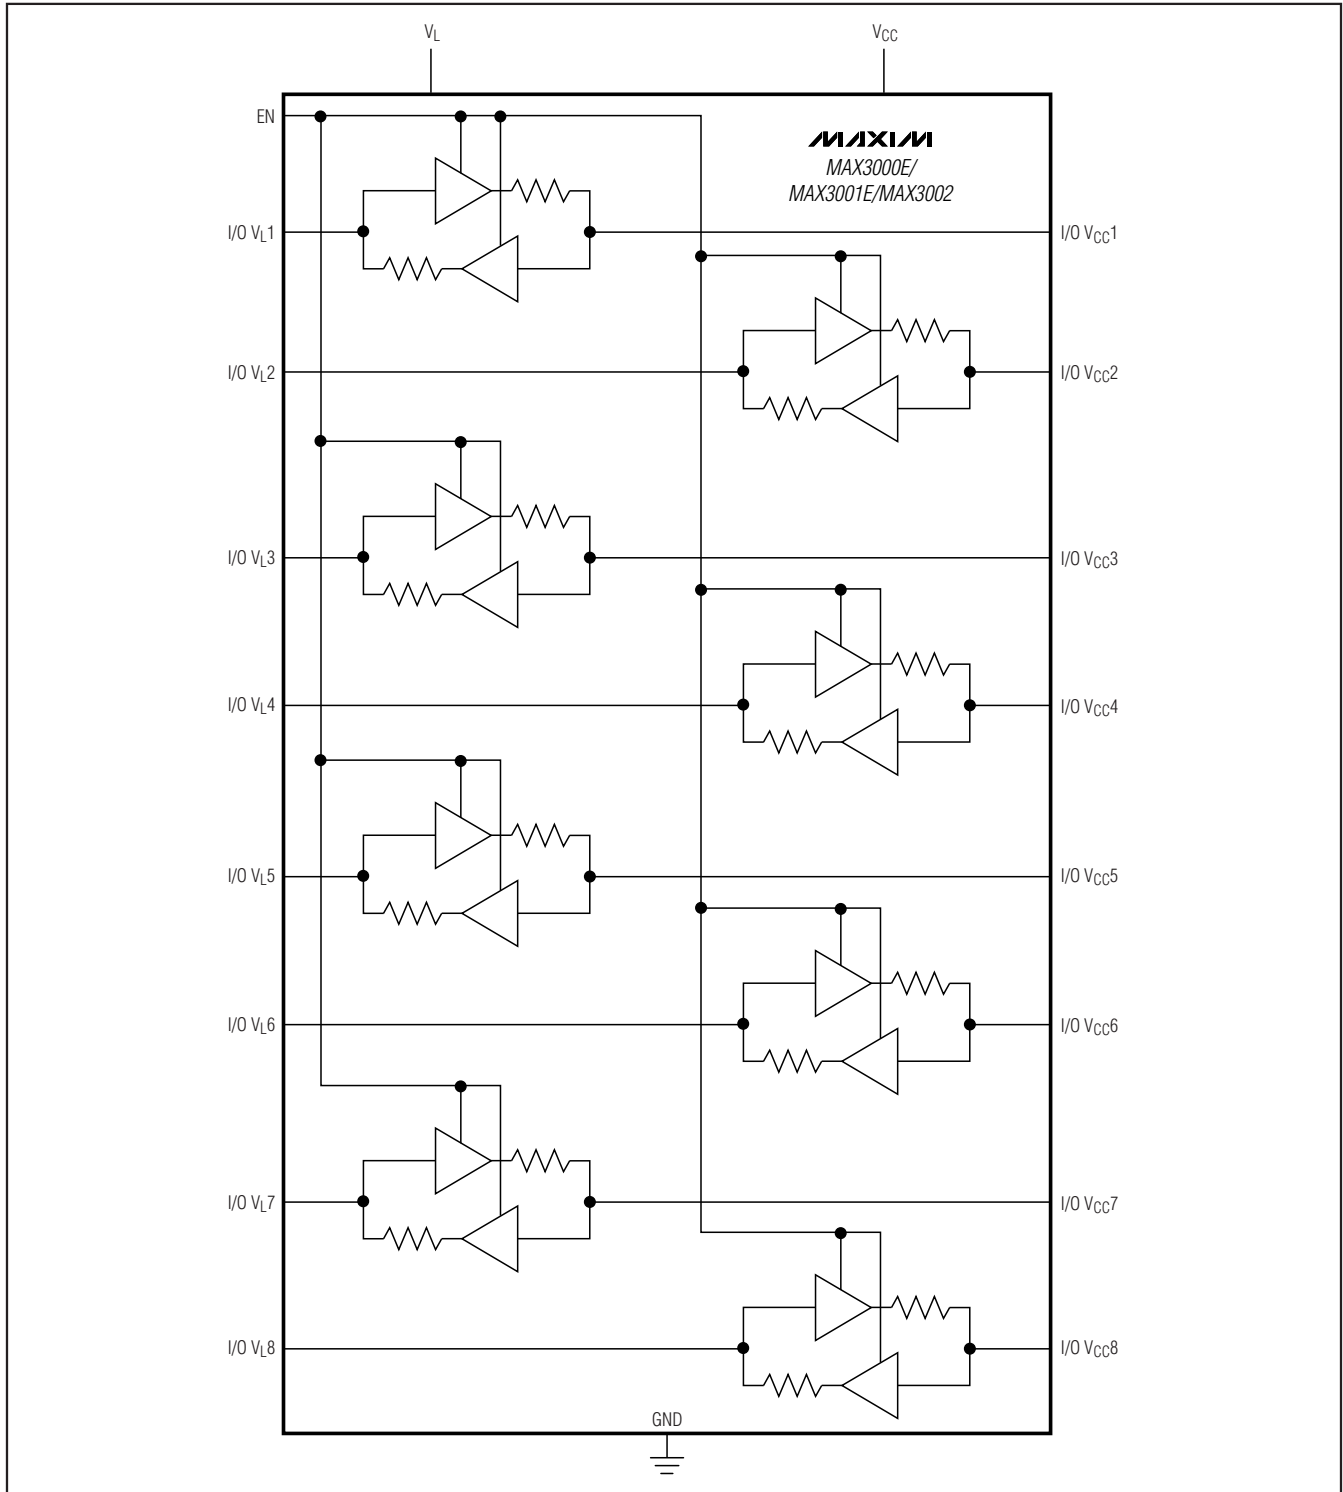 VL
VCC
EN
MAXIM
MAX3000E/
MAX3001E/MAX3002
I/O VL1
I/O VCC1
I/O VL2
I/O VCC2
I/O VL3
I/O VCC3
I/O VL4
I/O VCC4
I/O VL5
I/O VCC5
I/O VL6
I/O VCC6
I/O VL7
I/O VCC7
I/O VL8
I/O VCC8
GND